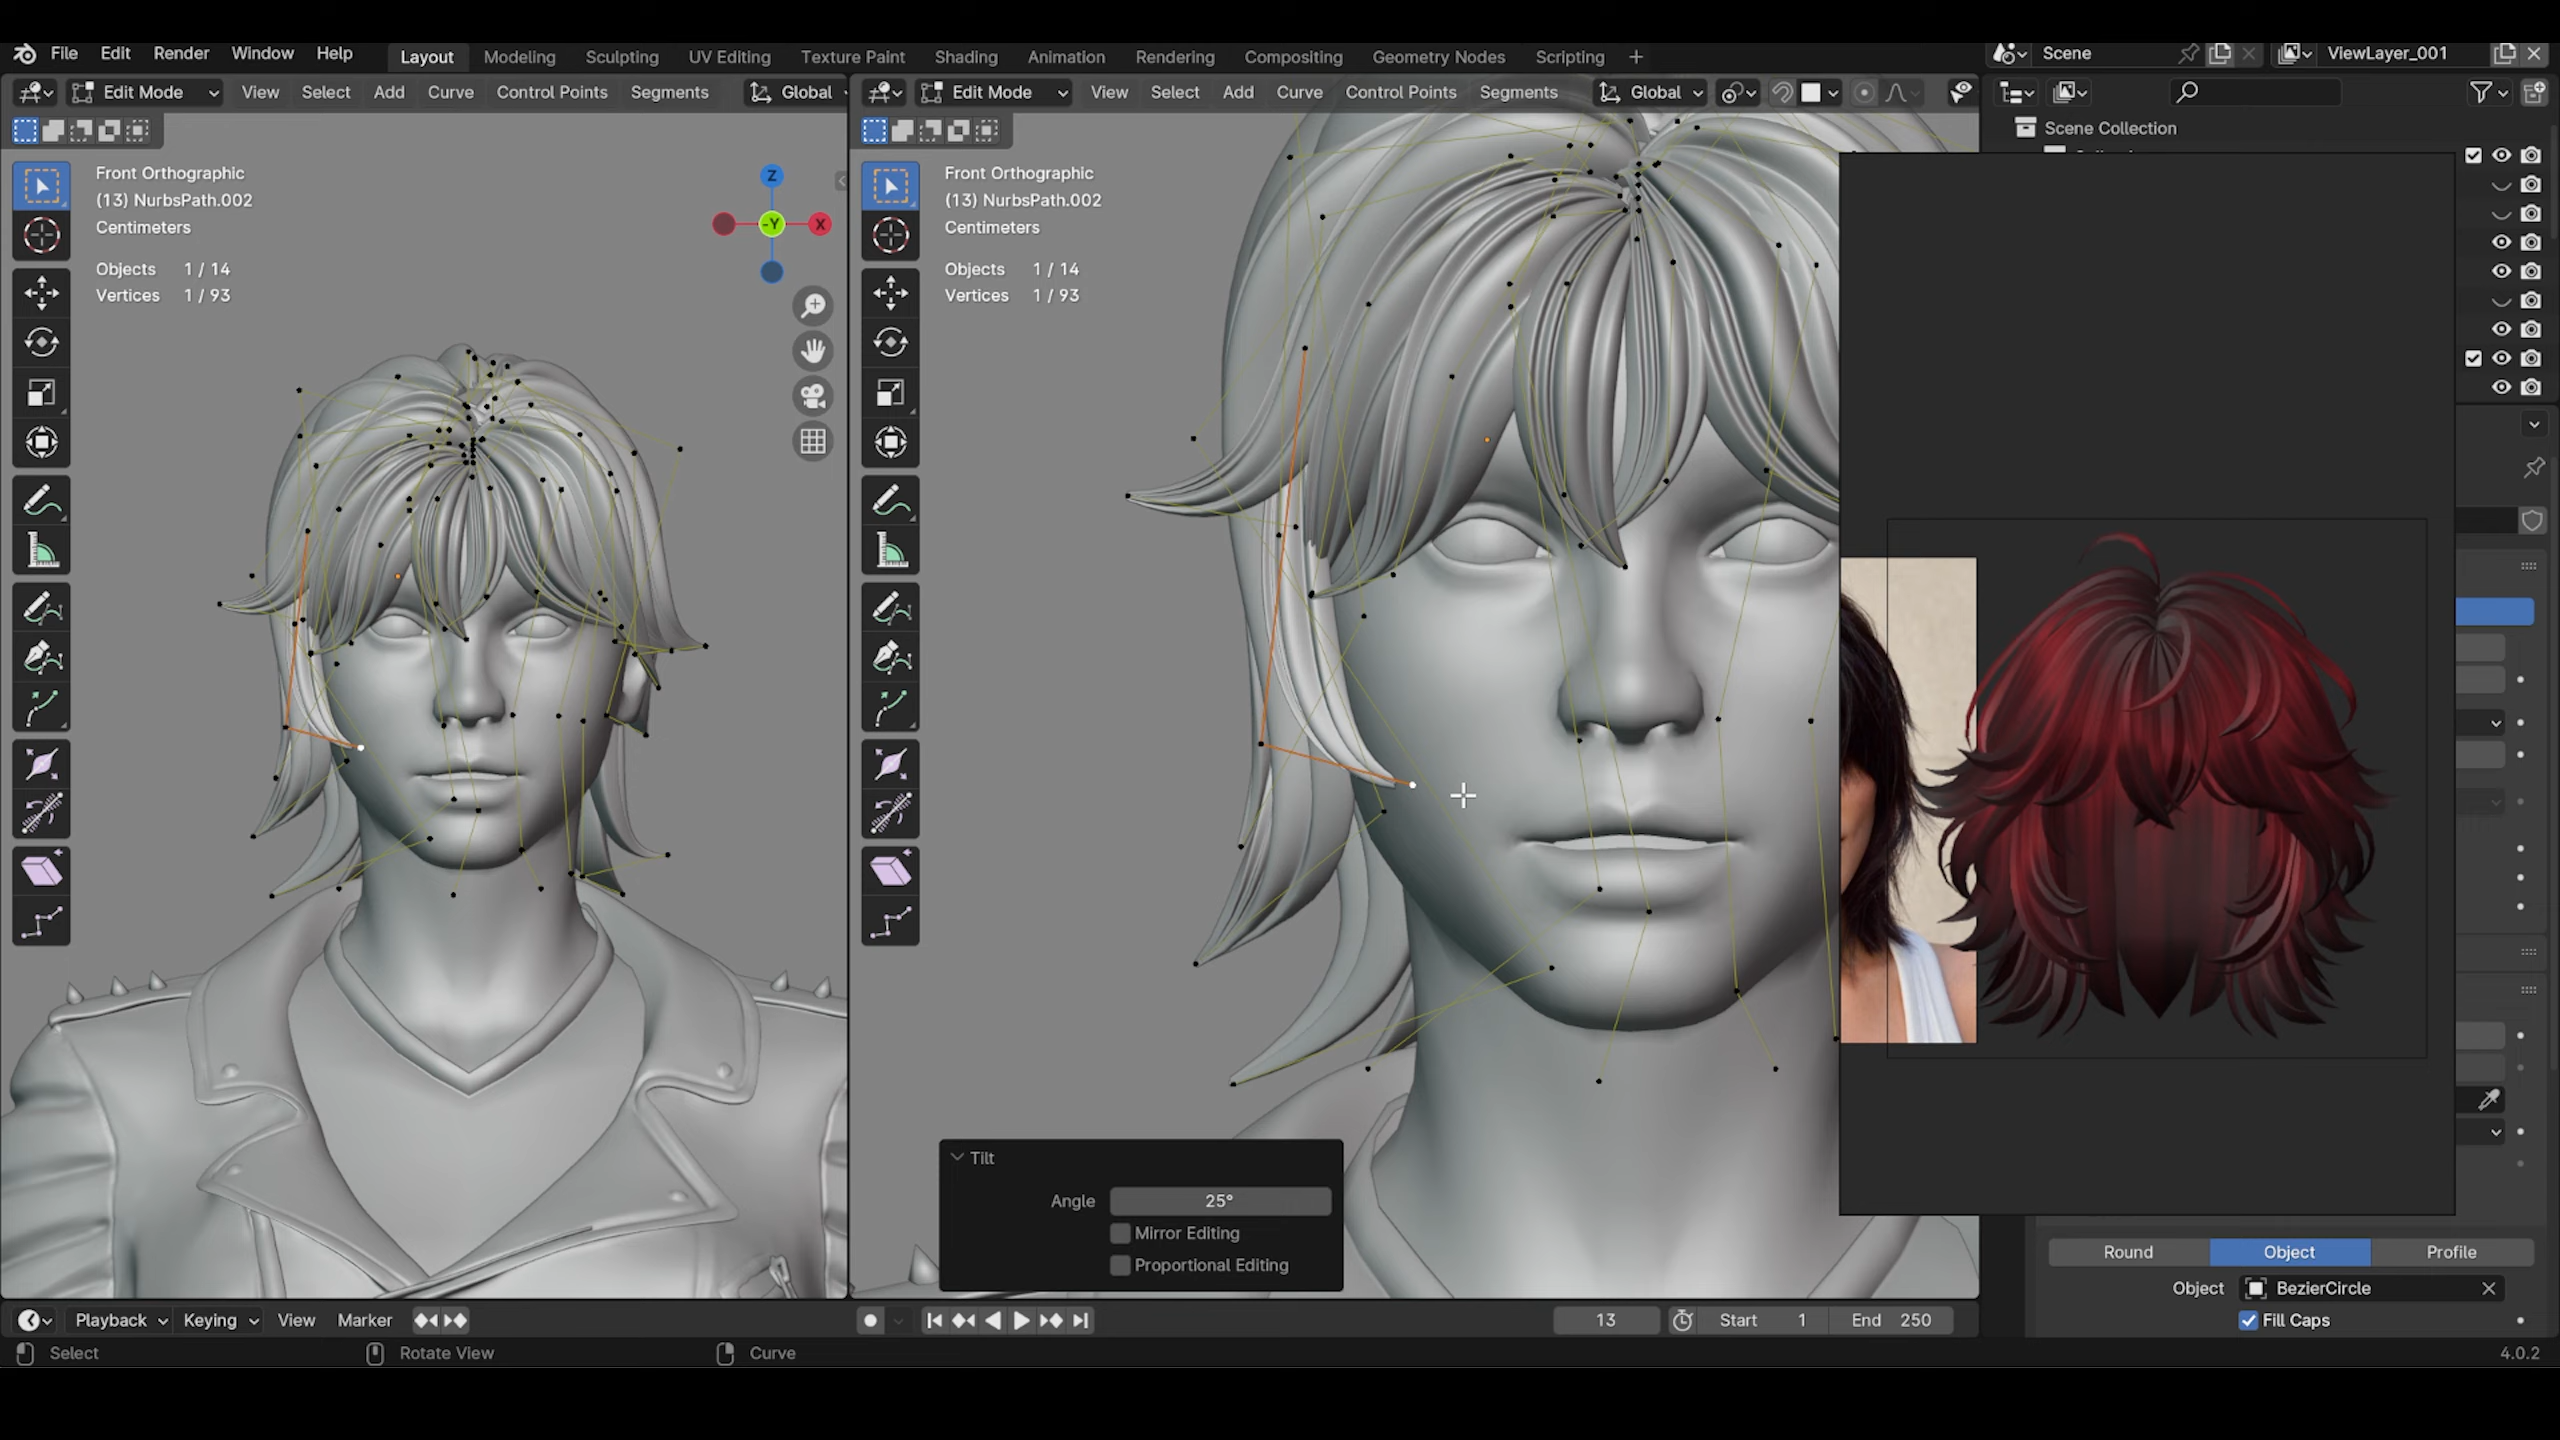 File Edit Render Window Help Layout Modeling Sculpting UV Editing Texture Paint Shading Animation Rendering Compositing Geometry Nodes Scripting + Scene ViewLayer_001
Edit Mode View Select Add Curve Control Points Segments Global
Edit Mode View Select Add Curve Control Points Segments Global
Scene Collection
Front Orthographic
(13) NurbsPath.002
Centimeters
Objects 1 / 14
Vertices 1 / 93
Z
-Y
X
Front Orthographic
(13) NurbsPath.002
Centimeters
Objects 1 / 14
Vertices 1 / 93
Tilt
Angle 25°
Mirror Editing
Proportional Editing
Round Object Profile
Object BezierCircle
Fill Caps
Playback Keying View Marker 13 Start 1 End 250
Select Rotate View Curve 4.0.2